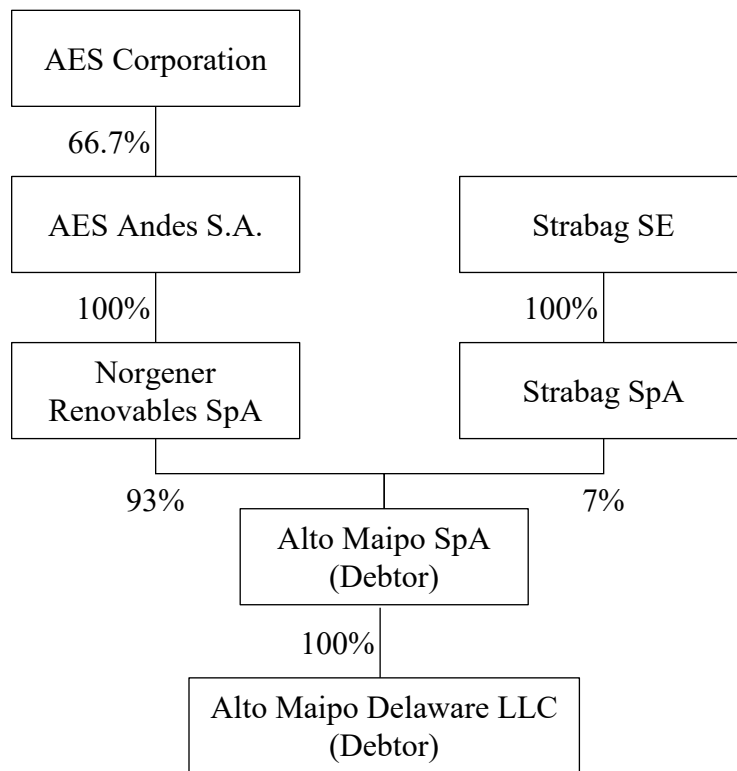 AES Corporation
66.7%
AES Andes S.A.
Strabag SE
100%
100%
Norgener
Renovables SpA
Strabag SpA
93%
7%
Alto Maipo SpA
(Debtor)
100%
Alto Maipo Delaware LLC
(Debtor)